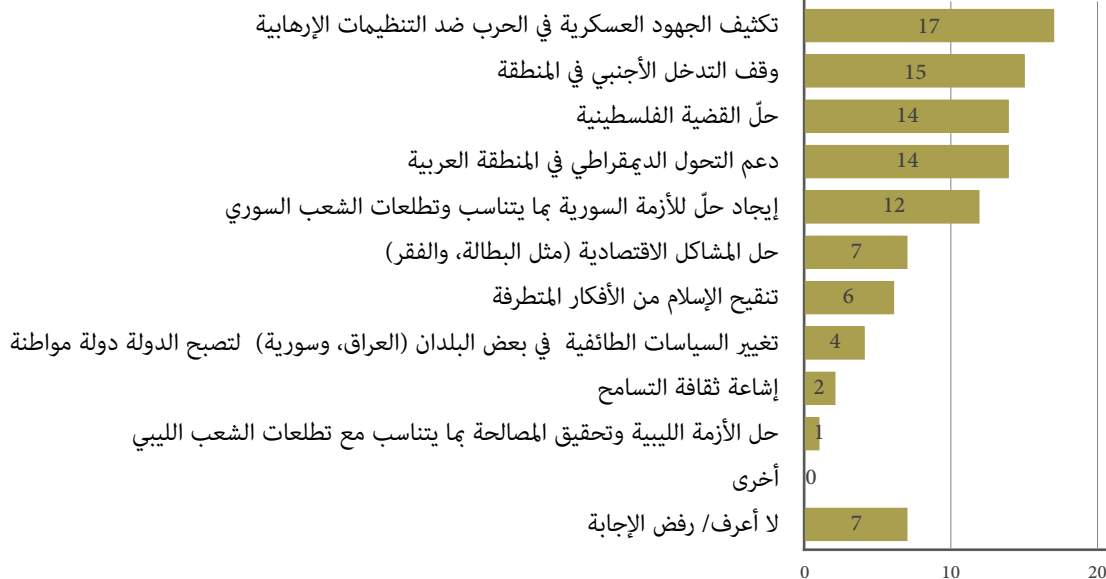 تكثيف الجهود العسكرية في الحرب ضد التنظيمات الإرهابية 17
وقف التدخل الأجنبي في المنطقة 15
حلّ القضية الفلسطينية 14
دعم التحول الديمقراطي في المنطقة العربية 14
إيجاد حلّ للأزمة السورية بما يتناسب وتطلعات الشعب السوري 12
حل المشاكل الاقتصادية (مثل البطالة، والفقر) 7
تنقيح الإسلام من الأفكار المتطرفة 6
تغيير السياسات الطائفية في بعض البلدان (العراق، وسورية) لتصبح الدولة دولة مواطنة 4
إشاعة ثقافة التسامح 2
حل الأزمة الليبية وتحقيق المصالحة بما يتناسب مع تطلعات الشعب الليبي 1
أخرى 0
لا أعرف/ رفض الإجابة 7
0 10 20